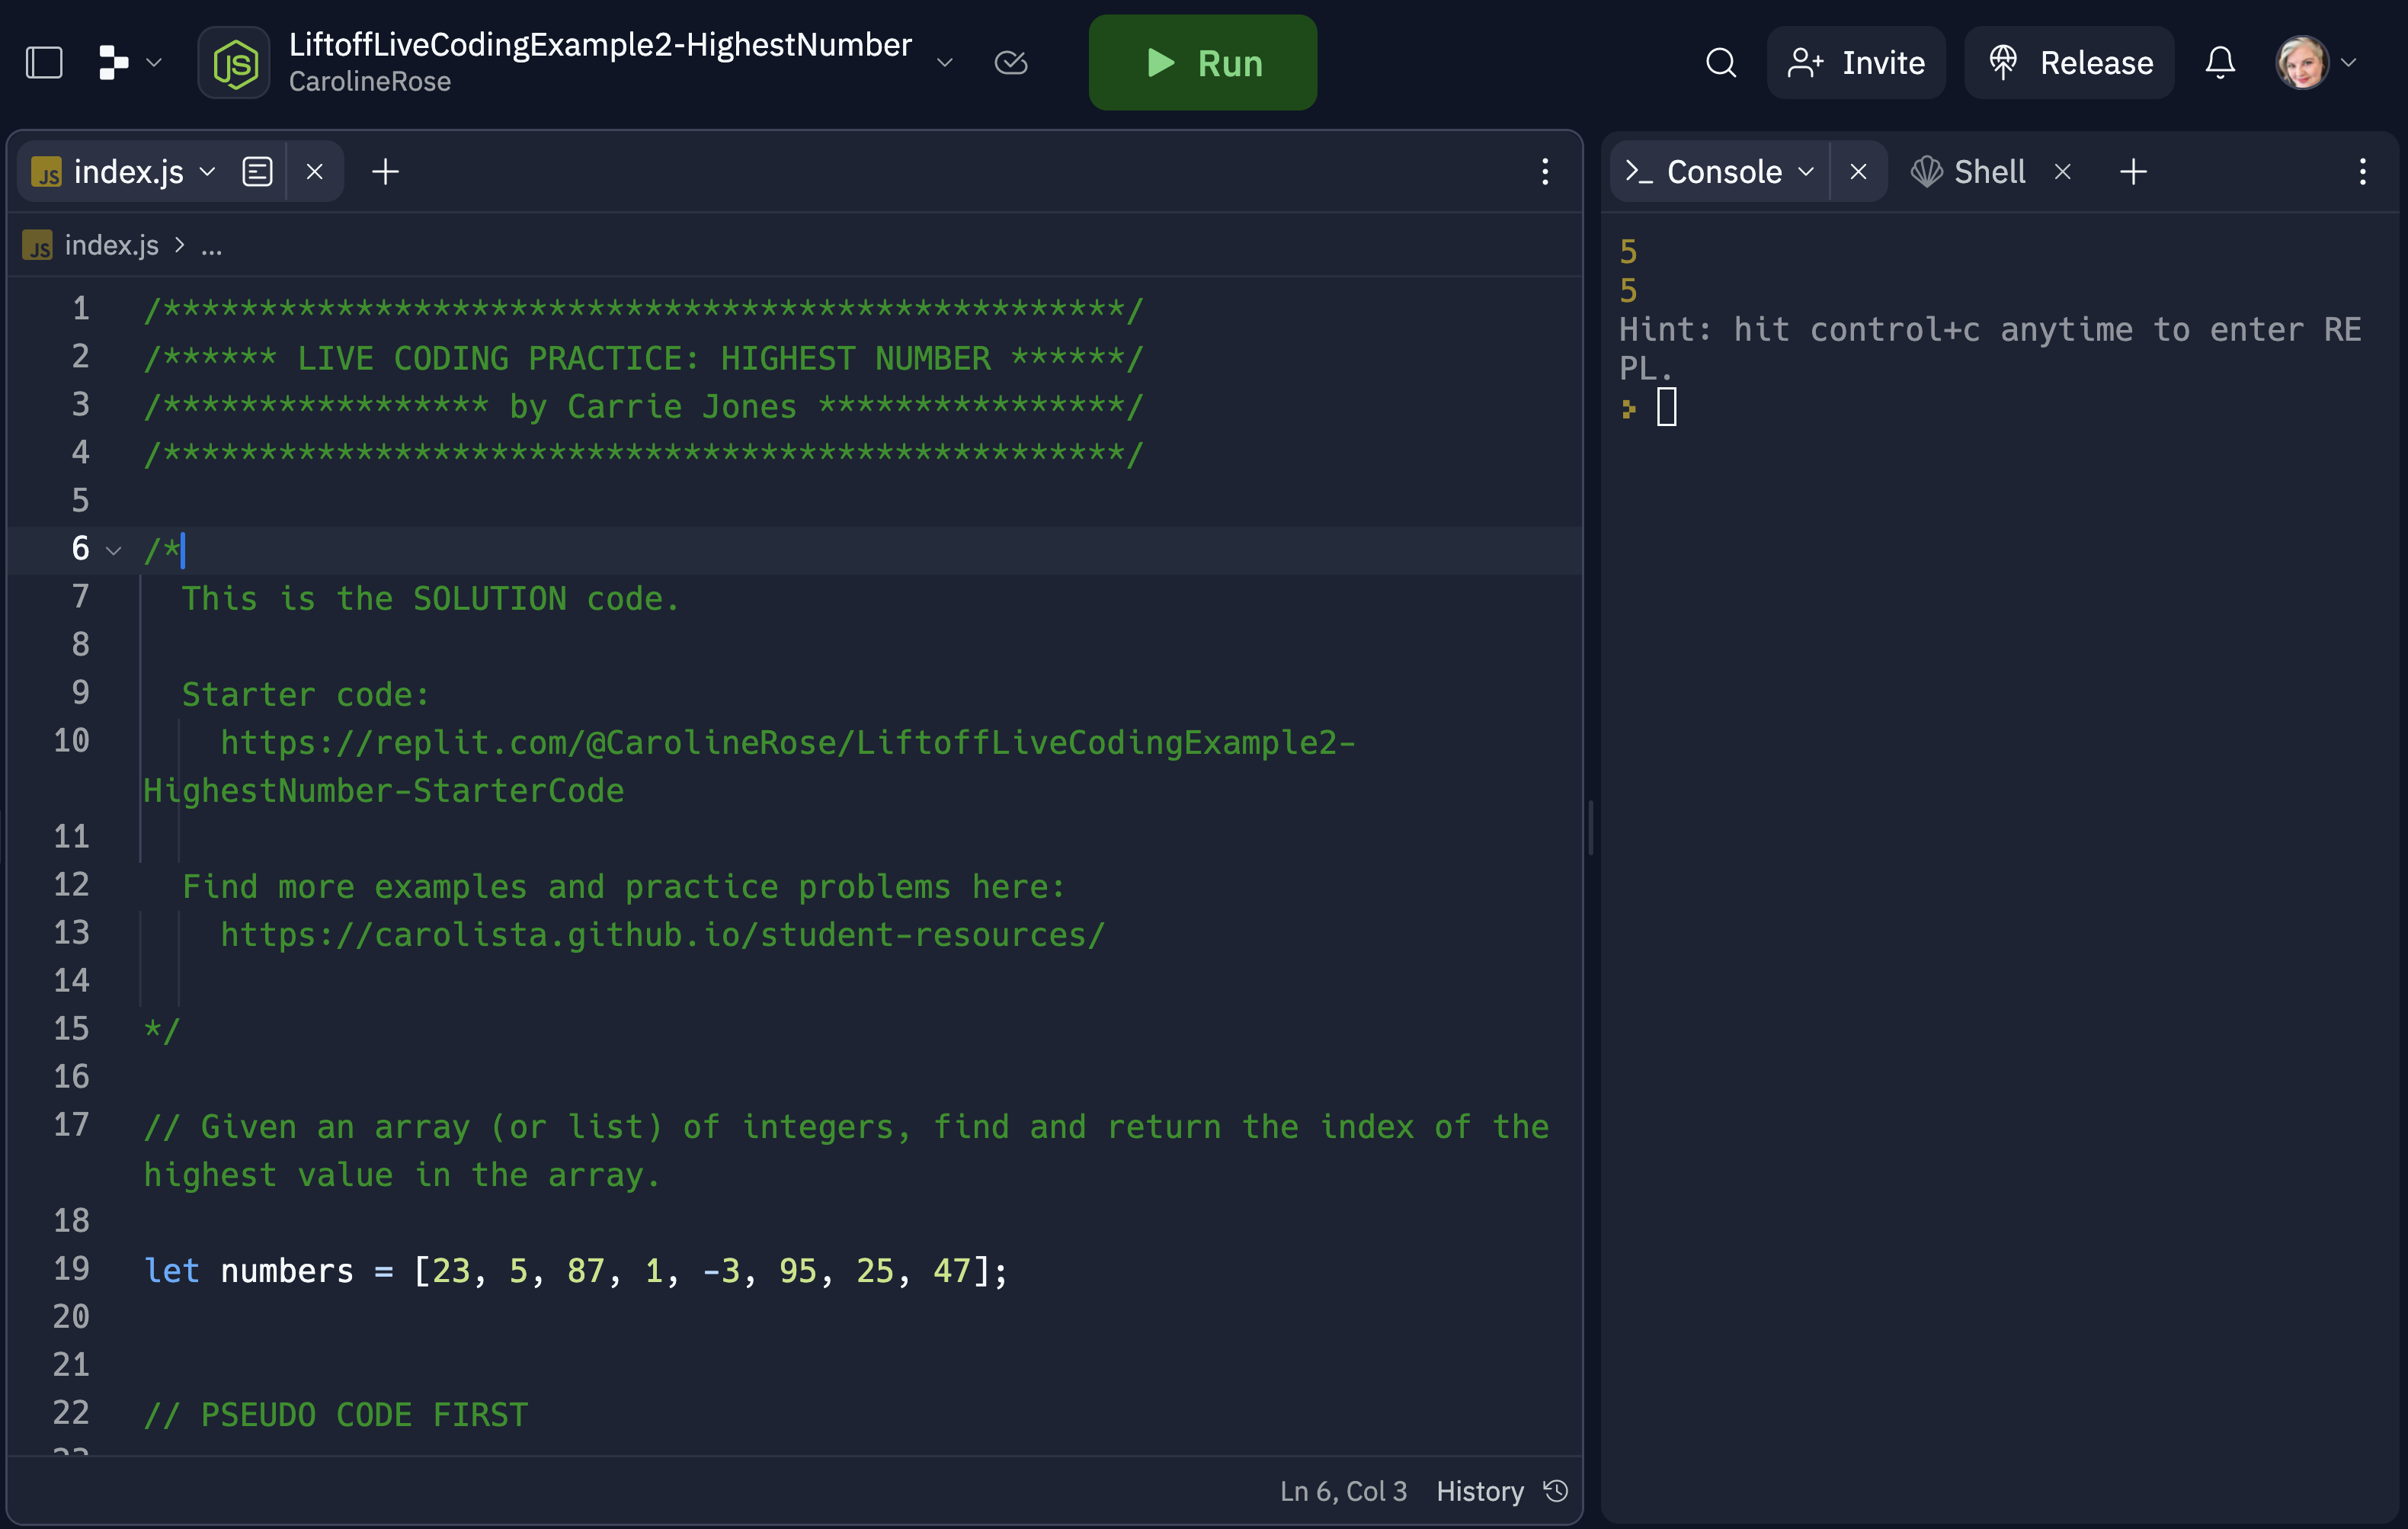 LiftoffLiveCodingExample2-HighestNumber
CarolineRose
Run
Invite
Release
JS index.js
Console
Shell
JS index.js > ...
1 /**************************************************/
2 /****** LIVE CODING PRACTICE: HIGHEST NUMBER ******/
3 /***************** by Carrie Jones ****************/
4 /**************************************************/
5
6 /*
7 This is the SOLUTION code.
8
9 Starter code:
10 https://replit.com/@CarolineRose/LiftoffLiveCodingExample2-
HighestNumber-StarterCode
11
12 Find more examples and practice problems here:
13 https://carolista.github.io/student-resources/
14
15 */
16
17 // Given an array (or list) of integers, find and return the index of the
highest value in the array.
18
19 let numbers = [23, 5, 87, 1, -3, 95, 25, 47];
20
21
22 // PSEUDO CODE FIRST
Ln 6, Col 3 History
5
5
Hint: hit control+c anytime to enter RE
PL.